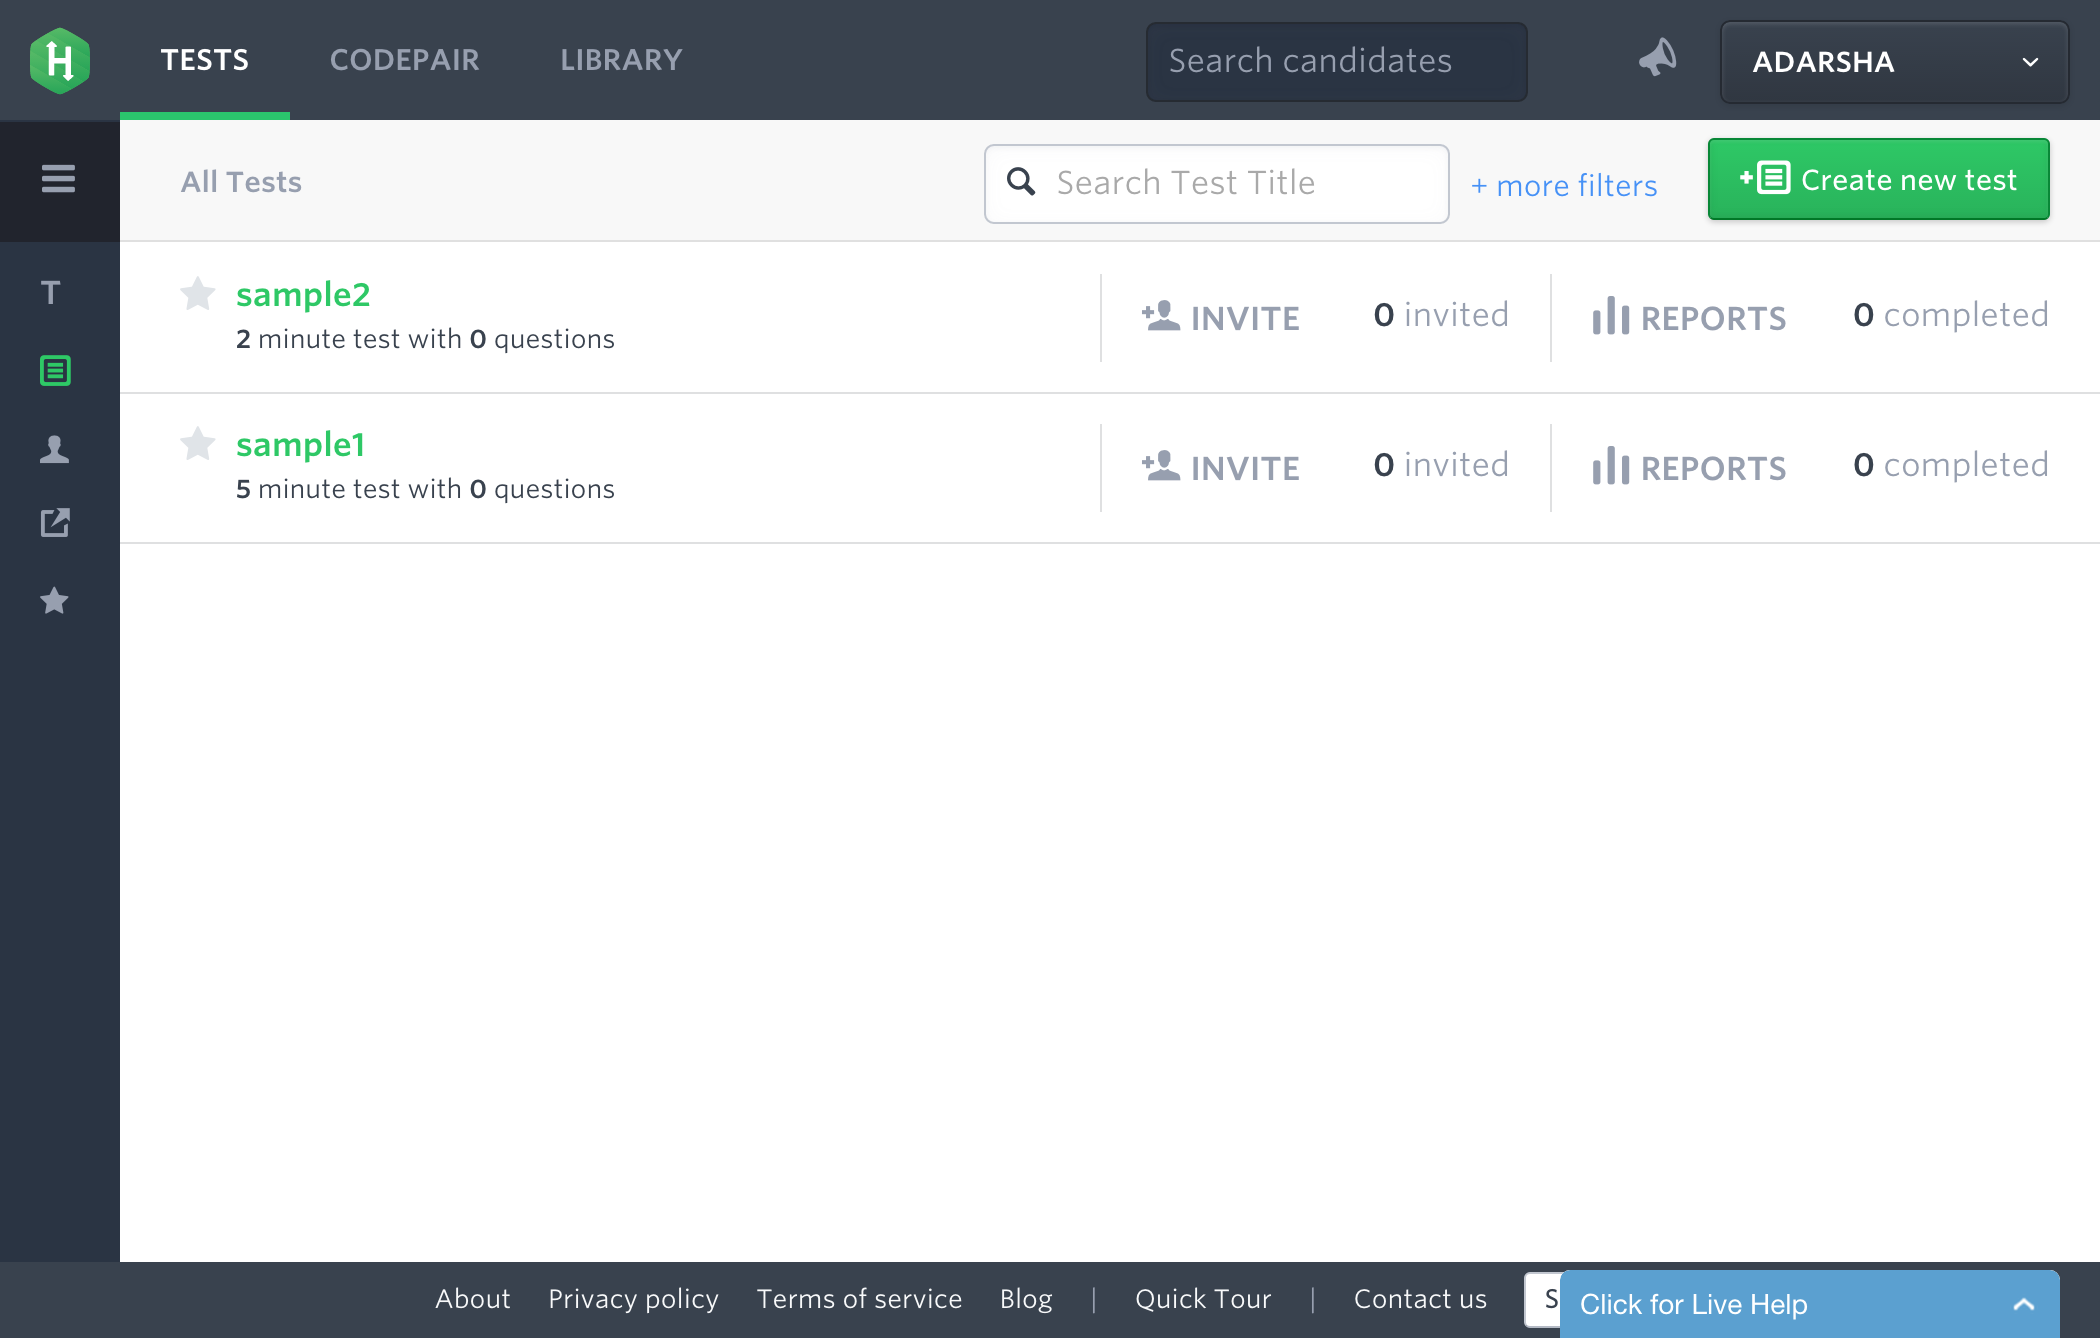 TESTS CODEPAIR LIBRARY Search candidates ADARSHA
All Tests Search Test Title + more filters Create new test
T
sample2
2 minute test with 0 questions
INVITE 0 invited REPORTS 0 completed
sample1
5 minute test with 0 questions
INVITE 0 invited REPORTS 0 completed
About Privacy policy Terms of service Blog | Quick Tour | Contact us S
Click for Live Help